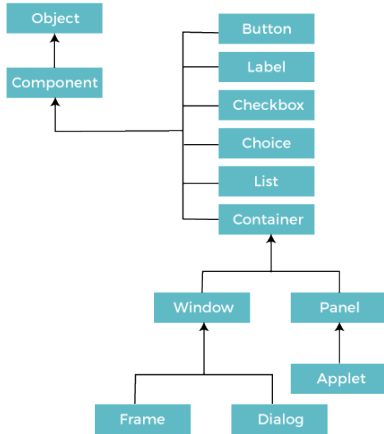 Object
Component
Button
Label
Checkbox
Choice
List
Container
Window
Panel
Applet
Frame
Dialog